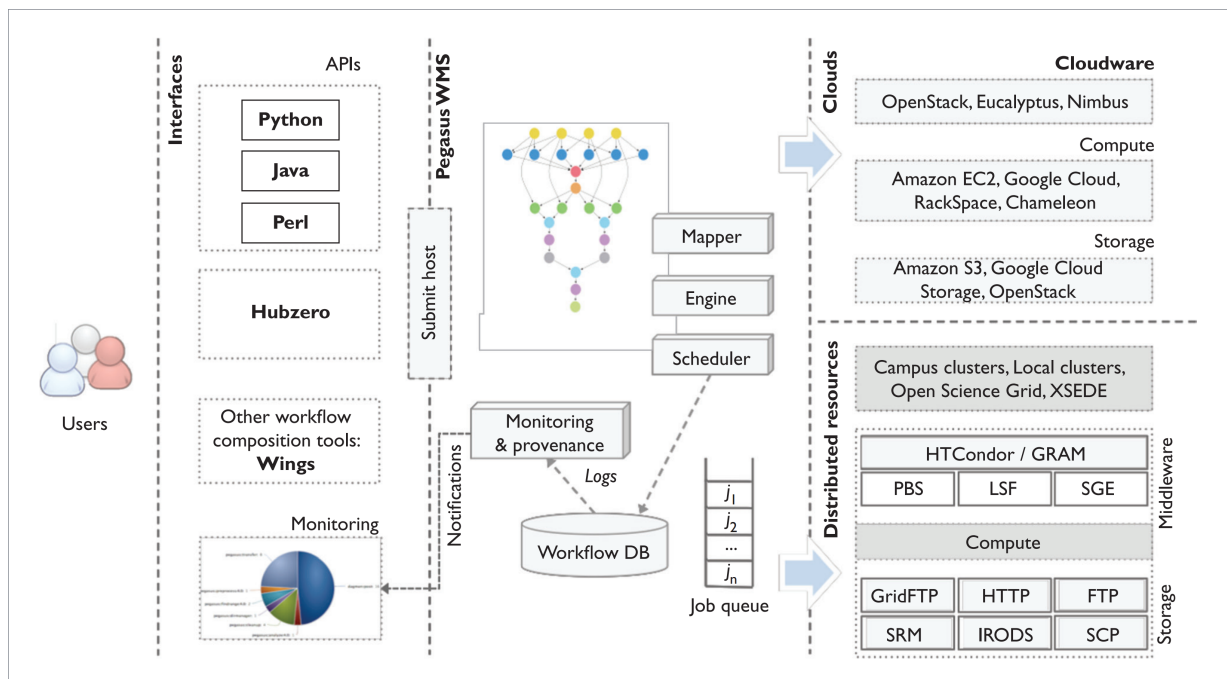 Users
Interfaces
APIs
Python
Java
Perl
Hubzero
Other workflow
composition tools:
Wings
Monitoring
Pegasus WMS
Submit host
Mapper
Engine
Scheduler
Monitoring
& provenance
Notifications
Logs
Workflow DB
j1
j2
...
jn
Job queue
Clouds
Cloudware
OpenStack, Eucalyptus, Nimbus
Compute
Amazon EC2, Google Cloud,
RackSpace, Chameleon
Storage
Amazon S3, Google Cloud
Storage, OpenStack
Distributed resources
Campus clusters, Local clusters,
Open Science Grid, XSEDE
HTCondor / GRAM
PBS LSF SGE
Middleware
Compute
GridFTP HTTP FTP
SRM IRODS SCP
Storage